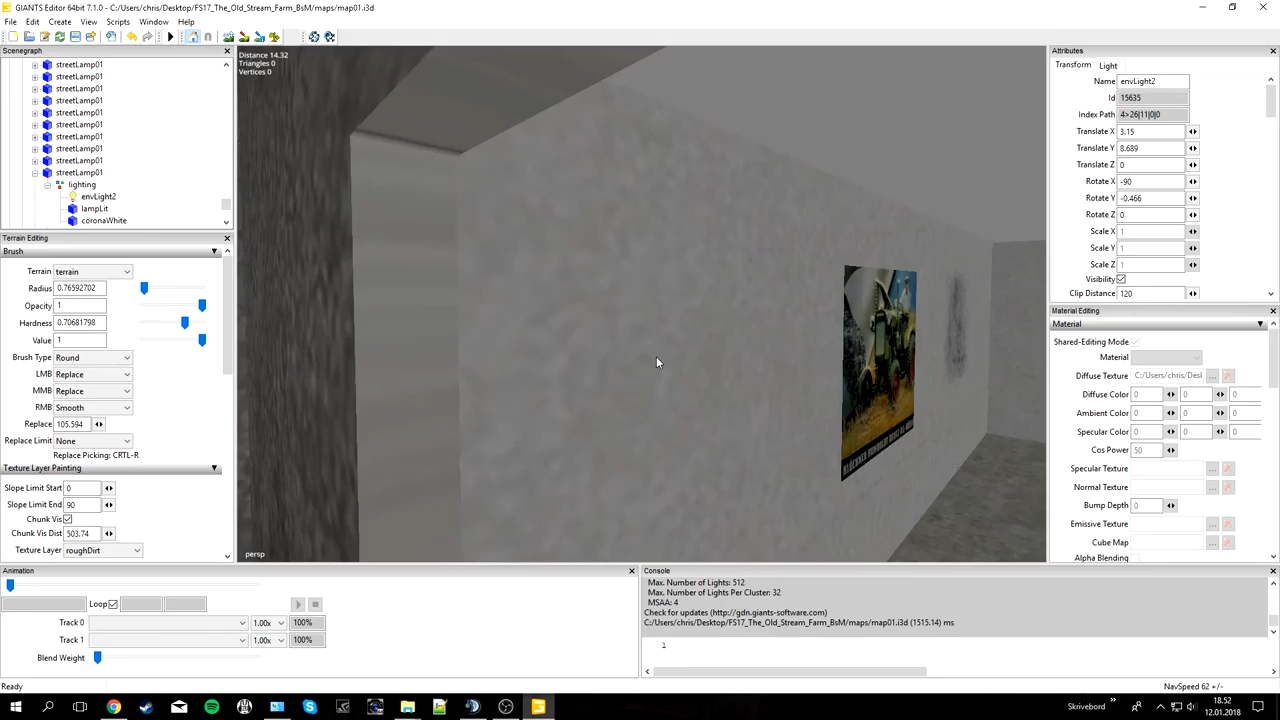 GIANTS Editor 64bit 7.1.0 - C:/Users/chris/Desktop/FS17_The_Old_Stream_Farm_BsM/maps/map01.i3d
File Edit Create View Scripts Window Help
Scenegraph
streetLamp01
streetLamp01
streetLamp01
streetLamp01
streetLamp01
streetLamp01
streetLamp01
streetLamp01
streetLamp01
streetLamp01
lighting
envLight2
lampLit
coronaWhite
Terrain Editing
Brush
Terrain terrain
Radius 0.76592702
Opacity 1
Hardness 0.70681798
Value 1
Brush Type Round
LMB Replace
MMB Replace
RMB Smooth
Replace 105.594
Replace Limit None
Replace Picking: CRTL-R
Texture Layer Painting
Slope Limit Start 0
Slope Limit End 90
Chunk Vis
Chunk Vis Dist 503.74
Texture Layer roughDirt
Distance 14.32
Triangles 0
Vertices 0
persp
Attributes
Transform Light
Name envLight2
Id 15635
Index Path 4>26|11|0|0
Translate X 3.15
Translate Y 8.689
Translate Z 0
Rotate X -90
Rotate Y -0.466
Rotate Z 0
Scale X 1
Scale Y 1
Scale Z 1
Visibility
Clip Distance 120
Material Editing
Material
Shared-Editing Mode
Material
Diffuse Texture C:/Users/chris/Desl
Diffuse Color 0 0 0
Ambient Color 0 0 0
Specular Color 0 0 0
Cos Power 50
Specular Texture
Normal Texture
Bump Depth 0
Emissive Texture
Cube Map
Alpha Blending
Animation
Loop
Track 0 1.00x 100%
Track 1 1.00x 100%
Blend Weight
Console
Max. Number of Lights: 512
Max. Number of Lights Per Cluster: 32
MSAA: 4
Check for updates (http://gdn.giants-software.com)
C:/Users/chris/Desktop/FS17_The_Old_Stream_Farm_BsM/maps/map01.i3d (1515.14) ms
1
Ready
NavSpeed 62 +/-
Skrivebord
18.52
12.01.2018